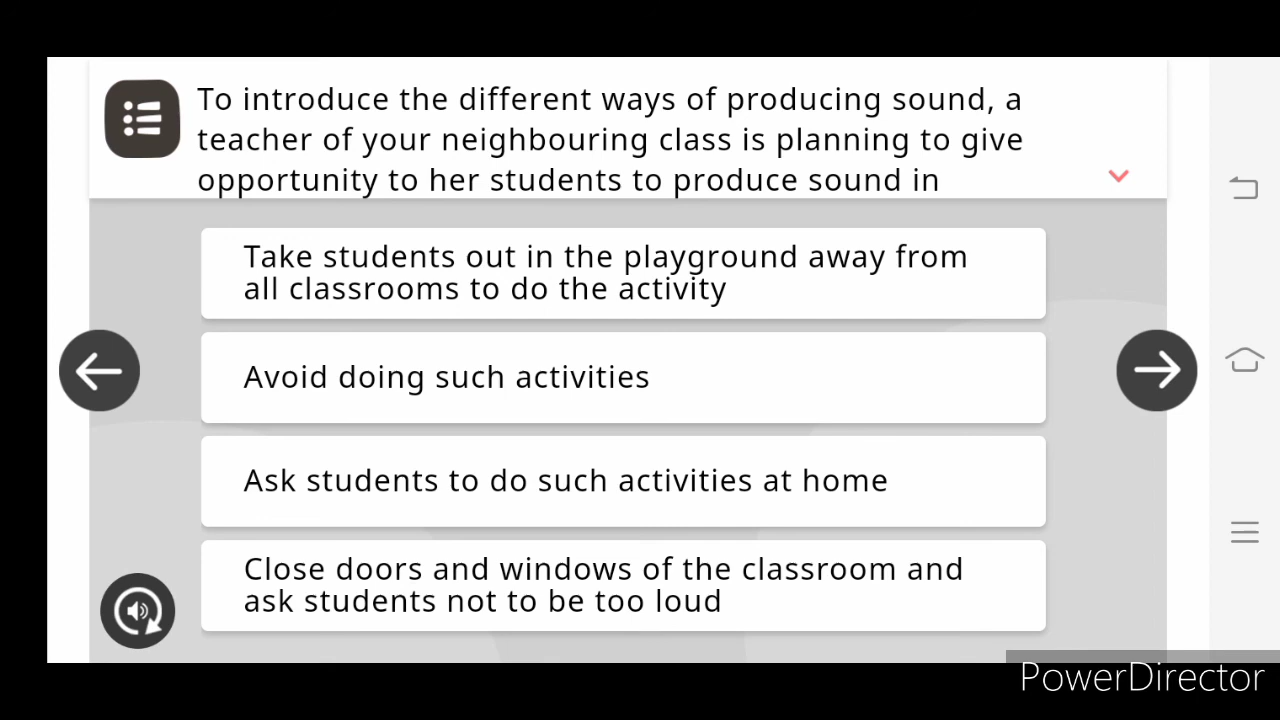 To introduce the different ways of producing sound, a
teacher of your neighbouring class is planning to give
opportunity to her students to produce sound in
Take students out in the playground away from
all classrooms to do the activity
Avoid doing such activities
Ask students to do such activities at home
Close doors and windows of the classroom and
ask students not to be too loud
PowerDirector